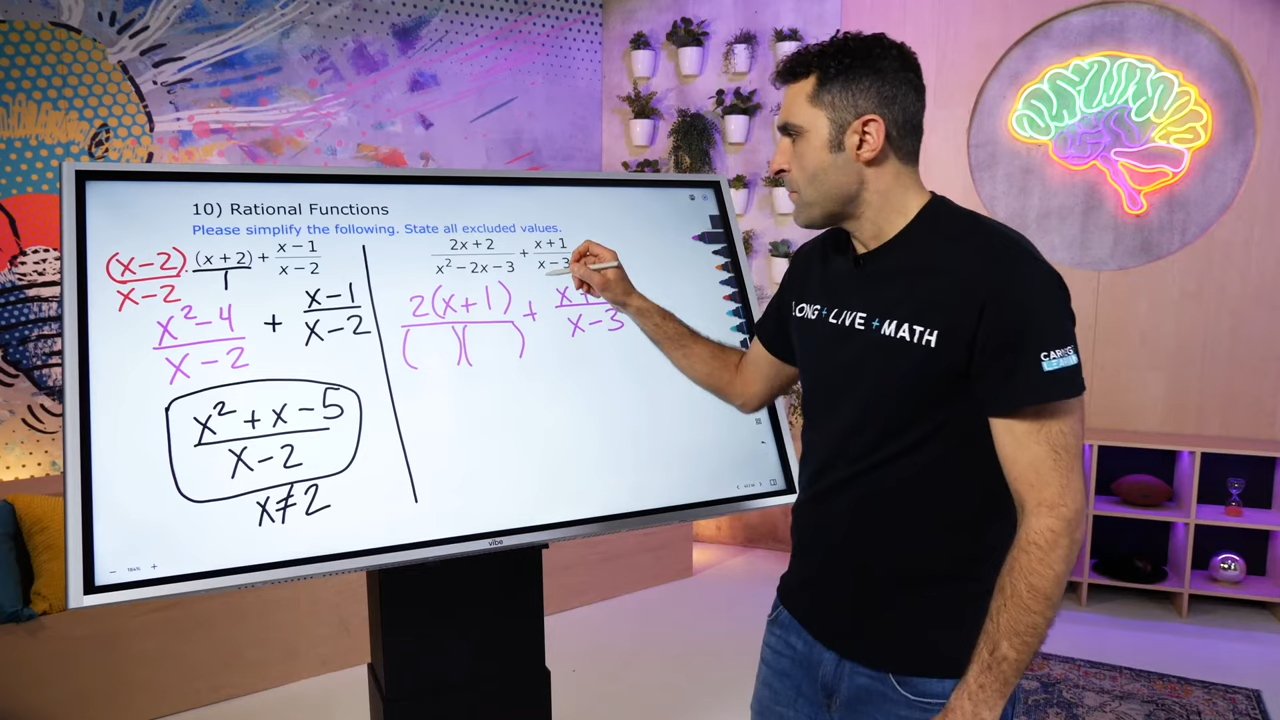 10) Rational Functions
Please simplify the following. State all excluded values.
(x-2)/(x-2) · (x+2)/1 + (x-1)/(x-2)
(x²-4)/(x-2) + (x-1)/(x-2)
(x²+x-5)/(x-2)
x≠2
(2x+2)/(x²-2x-3) + (x+1)/(x-3)
2(x+1)/( )( ) + x+ /(x-3)
vibe
LONG+LIVE+MATH